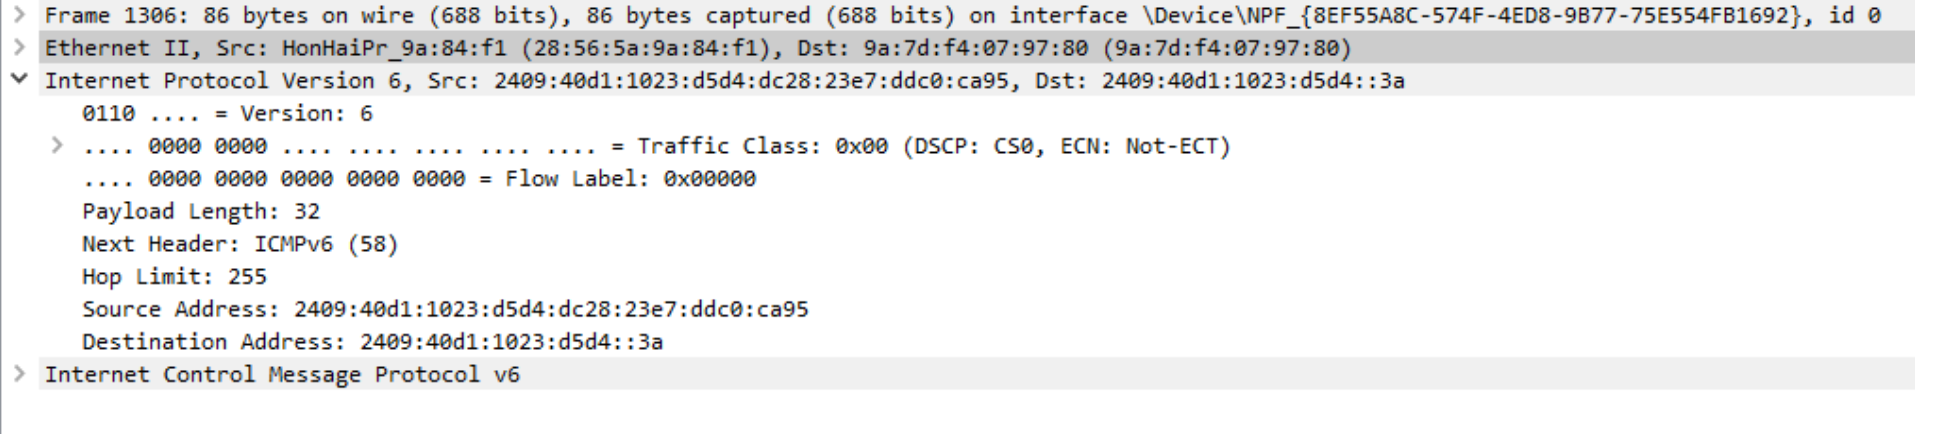 Frame 1306: 86 bytes on wire (688 bits), 86 bytes captured (688 bits) on interface \Device\NPF_{8EF55A8C-574F-4ED8-9B77-75E554FB1692}, id 0
Ethernet II, Src: HonHaiPr_9a:84:f1 (28:56:5a:9a:84:f1), Dst: 9a:7d:f4:07:97:80 (9a:7d:f4:07:97:80)
Internet Protocol Version 6, Src: 2409:40d1:1023:d5d4:dc28:23e7:ddc0:ca95, Dst: 2409:40d1:1023:d5d4::3a
0110 .... = Version: 6
.... 0000 0000 .... .... .... .... .... = Traffic Class: 0x00 (DSCP: CS0, ECN: Not-ECT)
.... 0000 0000 0000 0000 0000 = Flow Label: 0x00000
Payload Length: 32
Next Header: ICMPv6 (58)
Hop Limit: 255
Source Address: 2409:40d1:1023:d5d4:dc28:23e7:ddc0:ca95
Destination Address: 2409:40d1:1023:d5d4::3a
Internet Control Message Protocol v6